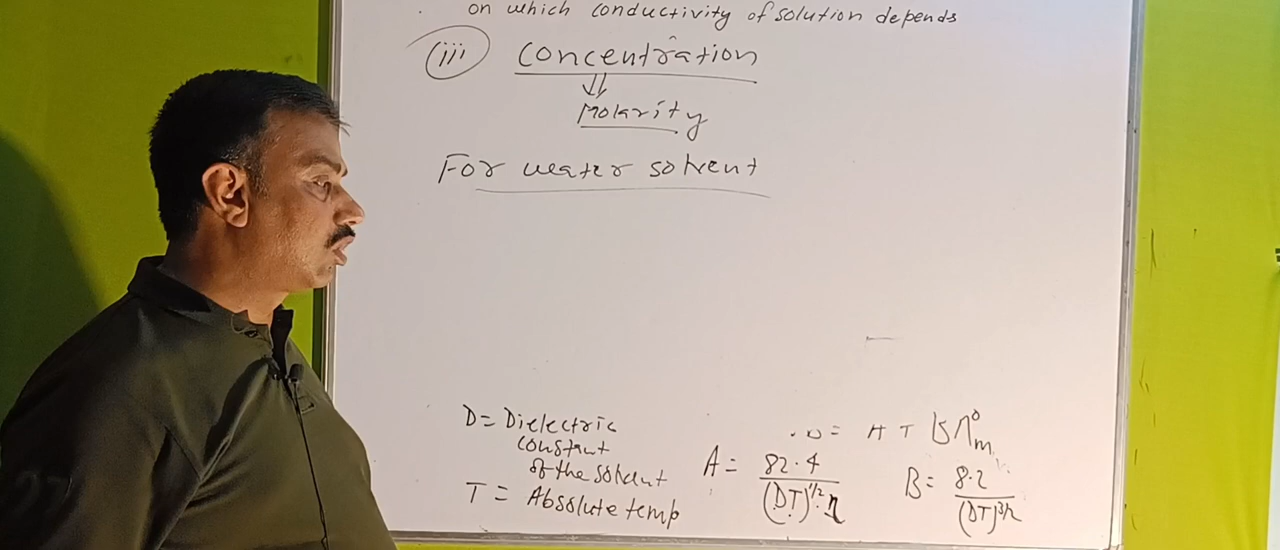 on which conductivity of solution depends
(iii) Concentration
⇓
Molarity
For water solvent
D = Dielectric
constant
of the solvent
T = Absolute temp
A = 82.4 / (DT)^1/2 η
B = 8.2 / (DT)^3/2